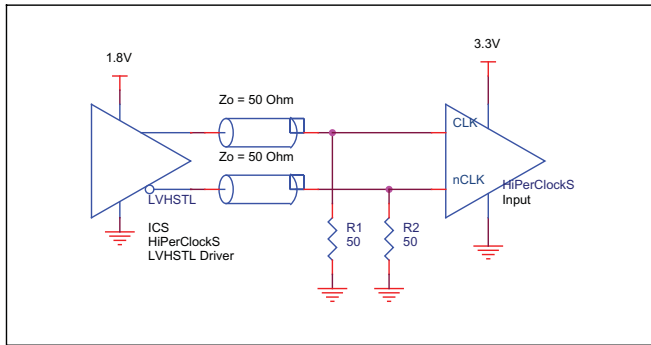 1.8V
3.3V
Zo = 50 Ohm
CLK
Zo = 50 Ohm
nCLK
HiPerClockS
Input
LVHSTL
ICS
HiPerClockS
LVHSTL Driver
R1
50
R2
50